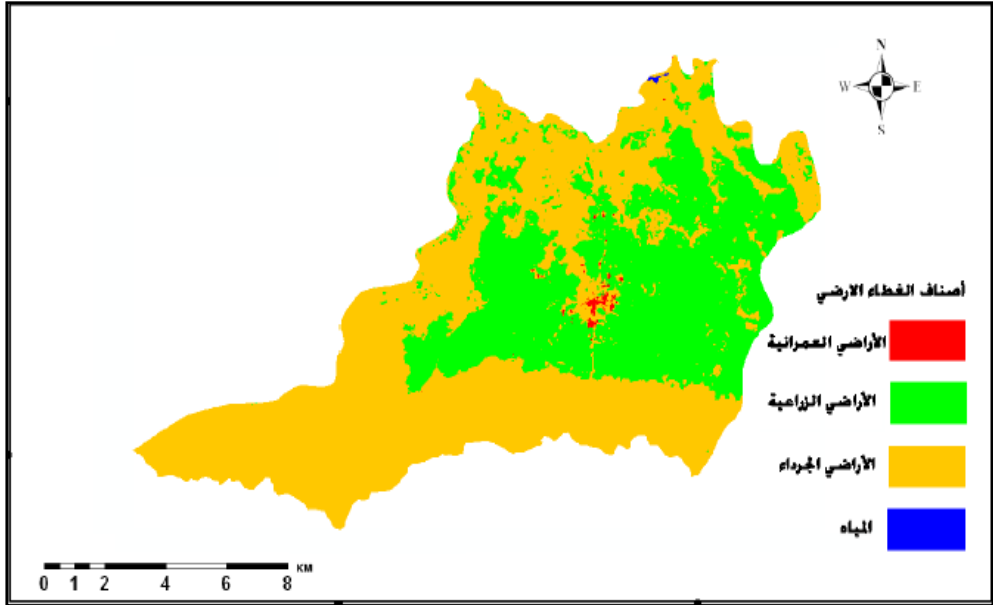 N
W E
S
أصناف الغطاء الارضي
الأراضي العمرانية
الأراضي الزراعية
الأراضي الجرداء
المياه
0 1 2 4 6 8 KM